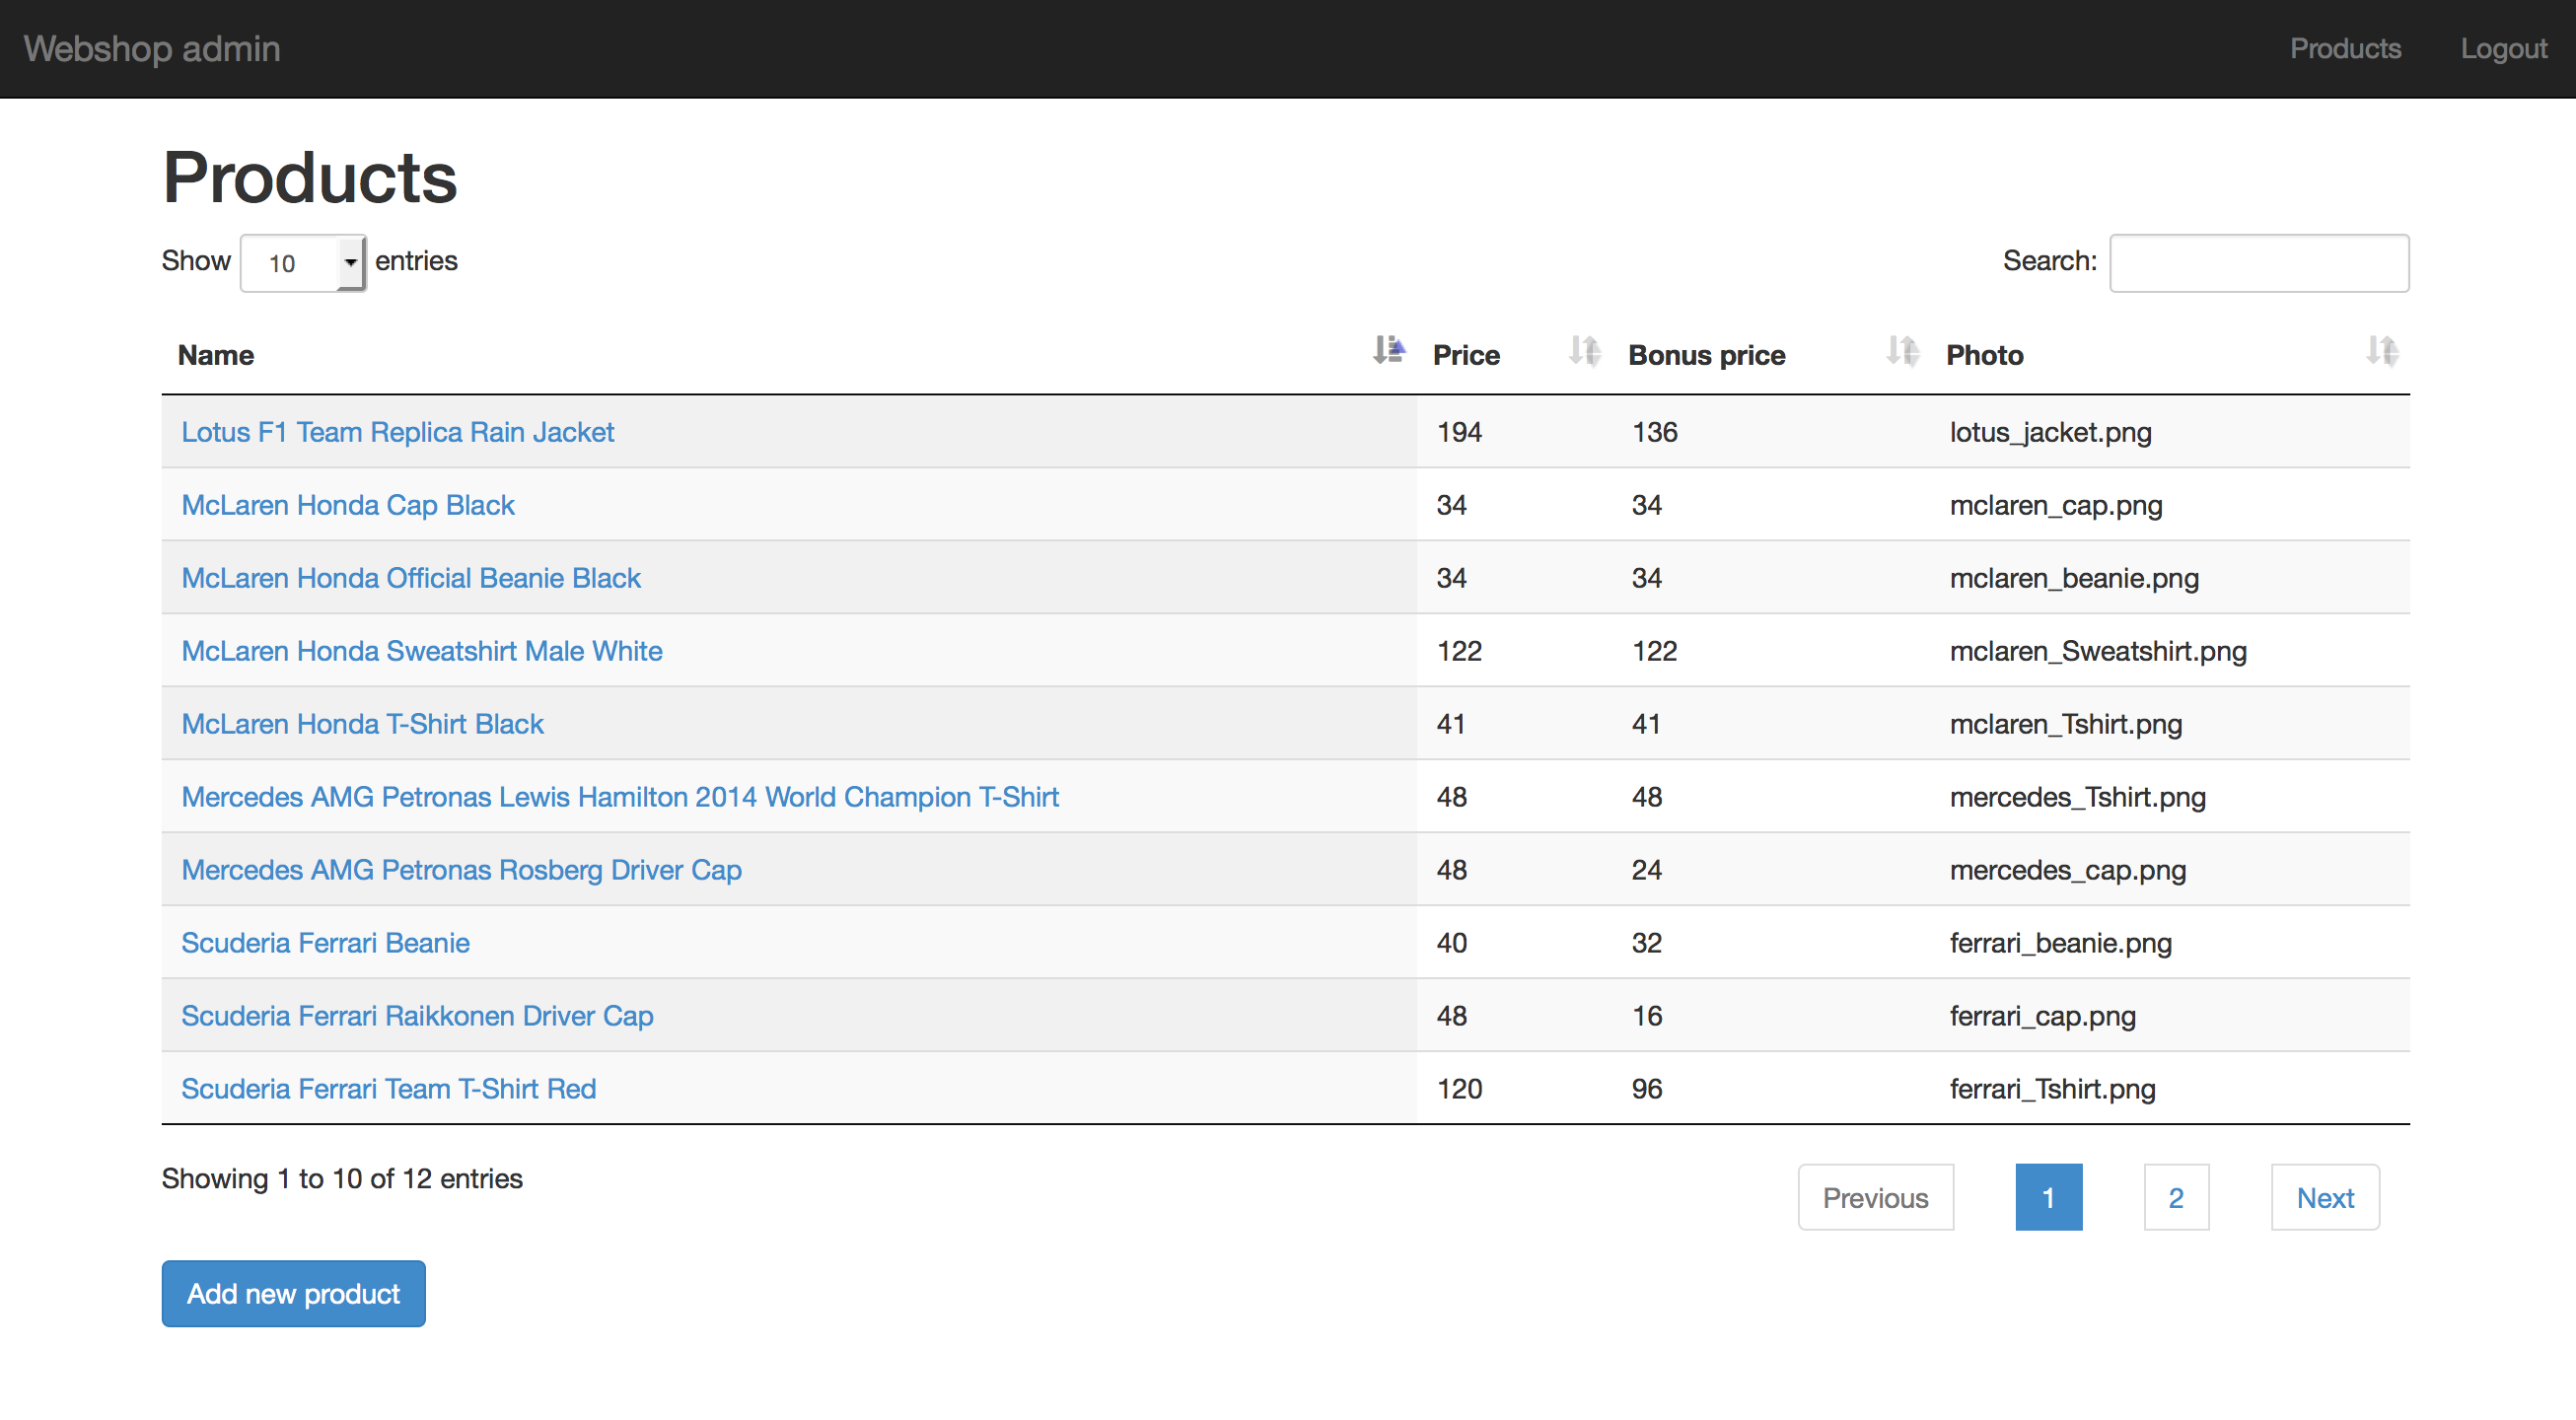 Webshop admin Products Logout
Products
Show 10 entries Search:
Name Price Bonus price Photo
Lotus F1 Team Replica Rain Jacket 194 136 lotus_jacket.png
McLaren Honda Cap Black 34 34 mclaren_cap.png
McLaren Honda Official Beanie Black 34 34 mclaren_beanie.png
McLaren Honda Sweatshirt Male White 122 122 mclaren_Sweatshirt.png
McLaren Honda T-Shirt Black 41 41 mclaren_Tshirt.png
Mercedes AMG Petronas Lewis Hamilton 2014 World Champion T-Shirt 48 48 mercedes_Tshirt.png
Mercedes AMG Petronas Rosberg Driver Cap 48 24 mercedes_cap.png
Scuderia Ferrari Beanie 40 32 ferrari_beanie.png
Scuderia Ferrari Raikkonen Driver Cap 48 16 ferrari_cap.png
Scuderia Ferrari Team T-Shirt Red 120 96 ferrari_Tshirt.png
Showing 1 to 10 of 12 entries Previous 1 2 Next
Add new product